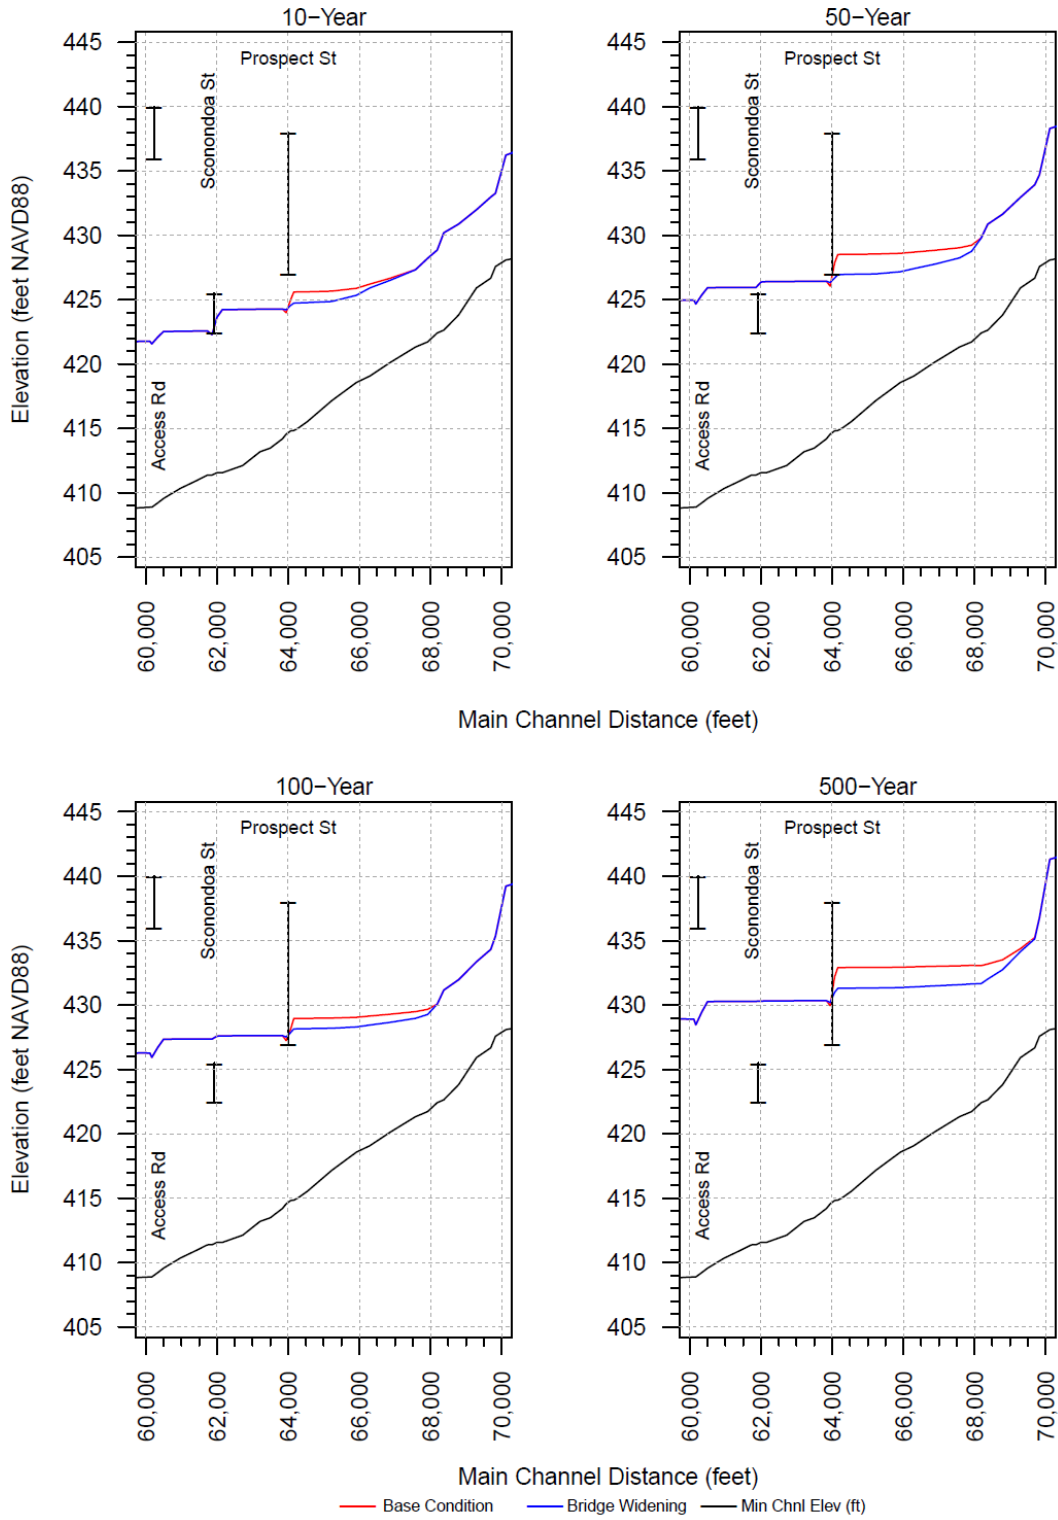 10−Year
50−Year
445
440
435
430
425
420
415
410
405
Elevation (feet NAVD88)
Prospect St
Sconondoa St
Access Rd
60,000
62,000
64,000
66,000
68,000
70,000
445
440
435
430
425
420
415
410
405
Prospect St
Sconondoa St
Access Rd
60,000
62,000
64,000
66,000
68,000
70,000
Main Channel Distance (feet)
100−Year
500−Year
445
440
435
430
425
420
415
410
405
Elevation (feet NAVD88)
Prospect St
Sconondoa St
Access Rd
60,000
62,000
64,000
66,000
68,000
70,000
445
440
435
430
425
420
415
410
405
Prospect St
Sconondoa St
Access Rd
60,000
62,000
64,000
66,000
68,000
70,000
Main Channel Distance (feet)
Base Condition Bridge Widening Min Chnl Elev (ft)